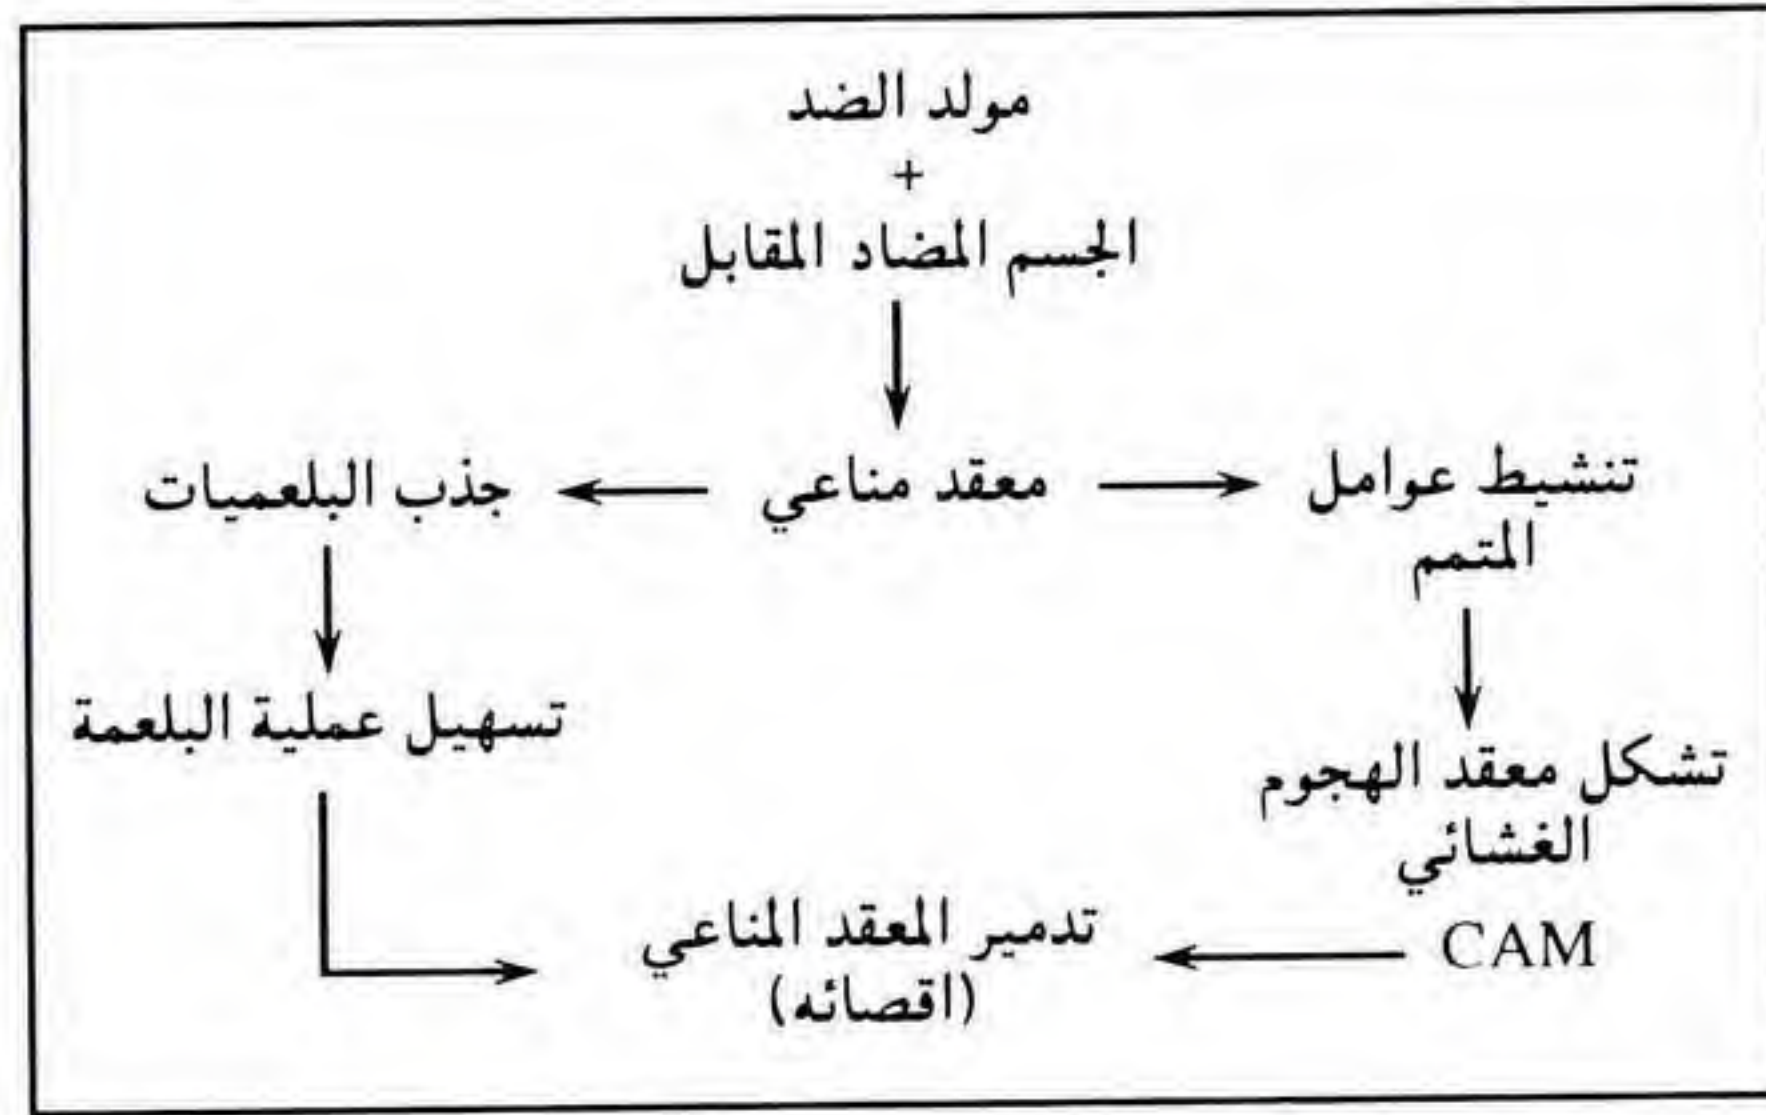 مولد الضد
+
الجسم المضاد المقابل
تنشيط عوامل
المتمم
معقد مناعي
جذب البلعميات
تسهيل عملية البلعمة
تشكل معقد الهجوم
الغشائي
CAM
تدمير المعقد المناعي
(اقصائه)